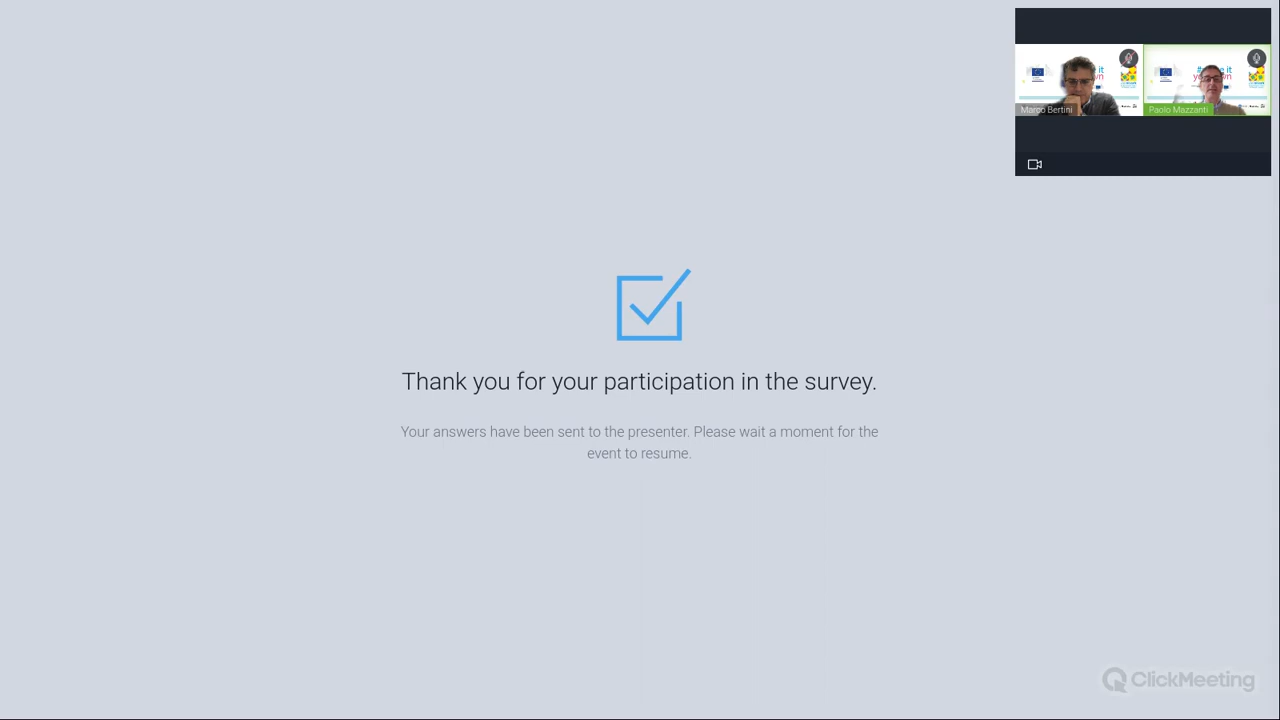 Marco Bertini
Paolo Mazzanti
Thank you for your participation in the survey.
Your answers have been sent to the presenter. Please wait a moment for the
event to resume.
ClickMeeting